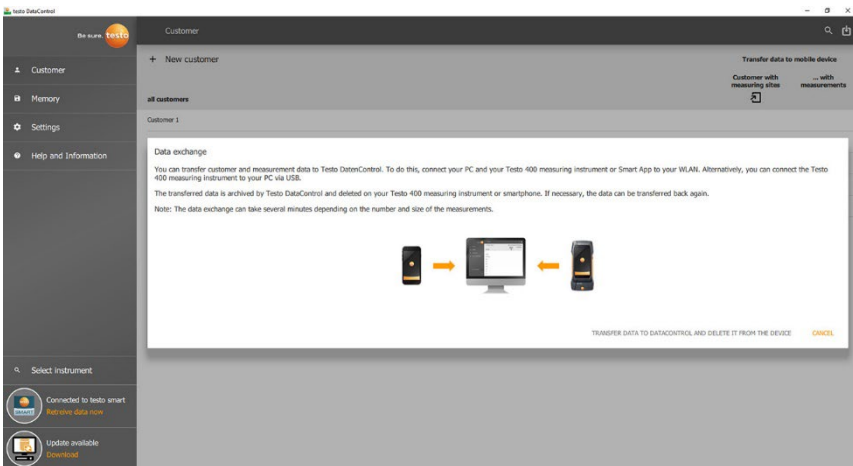 testo DataControl
Be sure. testo
Customer
Memory
Settings
Help and Information
Select instrument
SMART
Connected to testo smart
Retreive data now
Update available
Download
Customer
+ New customer
Transfer data to mobile device
Customer with
measuring sites
... with
measurements
all customers
Customer 1
Data exchange
You can transfer customer and measurement data to Testo DatenControl. To do this, connect your PC and your Testo 400 measuring instrument or Smart App to your WLAN. Alternatively, you can connect the Testo
400 measuring instrument to your PC via USB.
The transferred data is archived by Testo DataControl and deleted on your Testo 400 measuring instrument or smartphone. If necessary, the data can be transferred back again.
Note: The data exchange can take several minutes depending on the number and size of the measurements.
TRANSFER DATA TO DATACONTROL AND DELETE IT FROM THE DEVICE
CANCEL